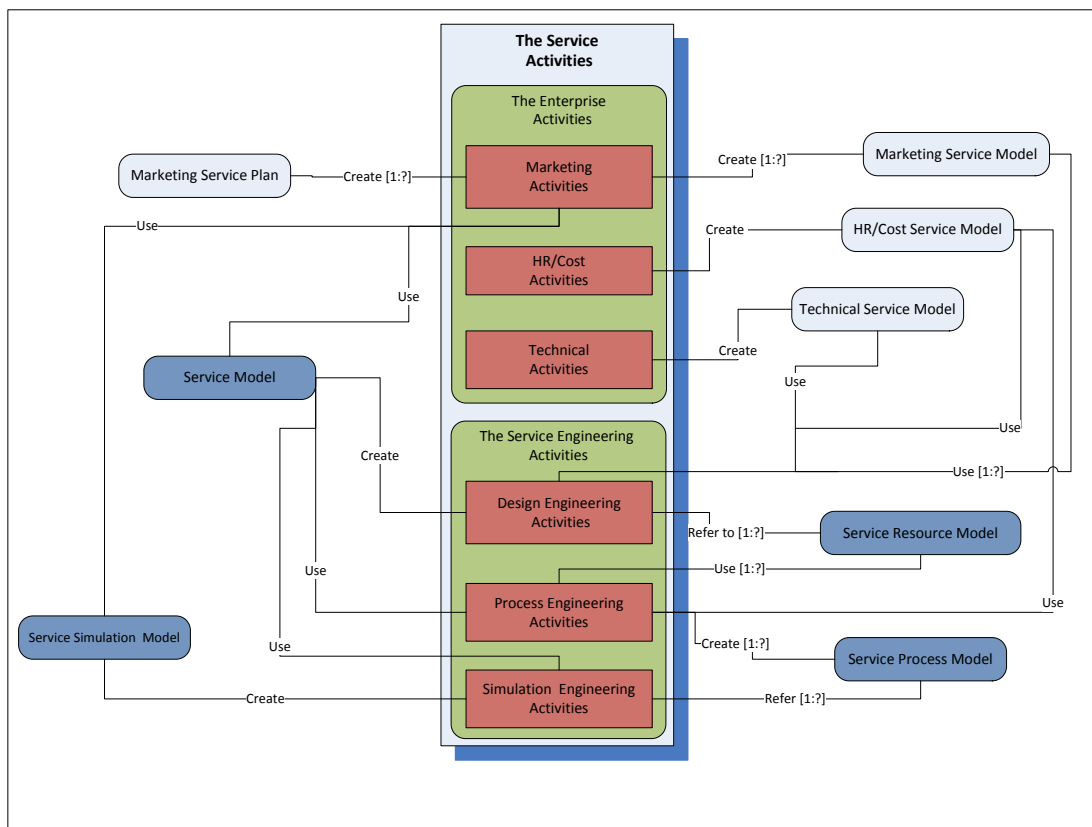 The Service
Activities
The Enterprise
Activities
Marketing Service Plan
Create [1:?]
Marketing
Activities
Create [1:?]
Marketing Service Model
Use
HR/Cost
Activities
Create
HR/Cost Service Model
Use
Technical
Activities
Create
Technical Service Model
Service Model
Use
Use
Create
The Service Engineering
Activities
Use [1:?]
Design Engineering
Activities
Refer to [1:?]
Service Resource Model
Use
Use [1:?]
Process Engineering
Activities
Use
Service Simulation  Model
Use
Create [1:?]
Service Process Model
Create
Simulation  Engineering
Activities
Refer [1:?]